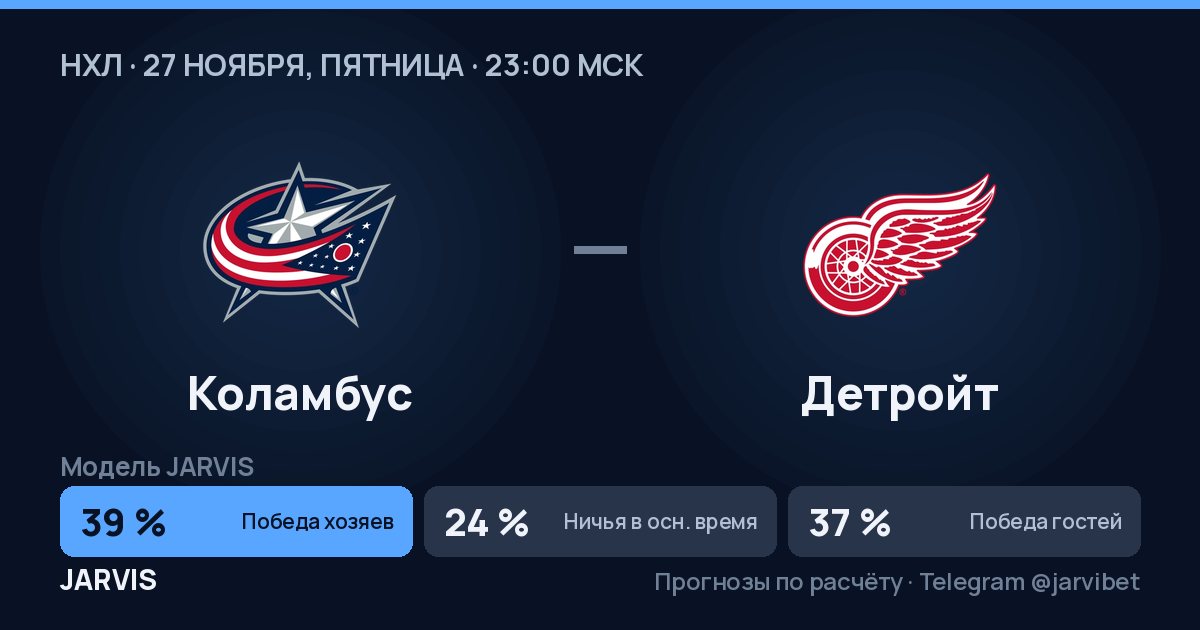 НХЛ · 27 НОЯБРЯ, ПЯТНИЦА · 23:00 МСК
Коламбус
Детройт
Модель JARVIS
39 % Победа хозяев
24 % Ничья в осн. время
37 % Победа гостей
JARVIS
Прогнозы по расчёту · Telegram @jarvibet